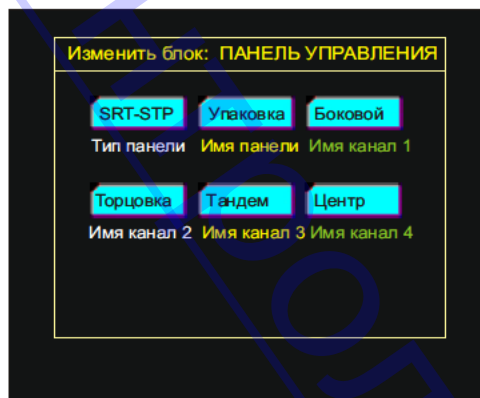 Изменить блок: ПАНЕЛЬ УПРАВЛЕНИЯ
SRT-STP Упаковка Боковой
Тип панели Имя панели Имя канал 1
Торцовка Тандем Центр
Имя канал 2 Имя канал 3 Имя канал 4